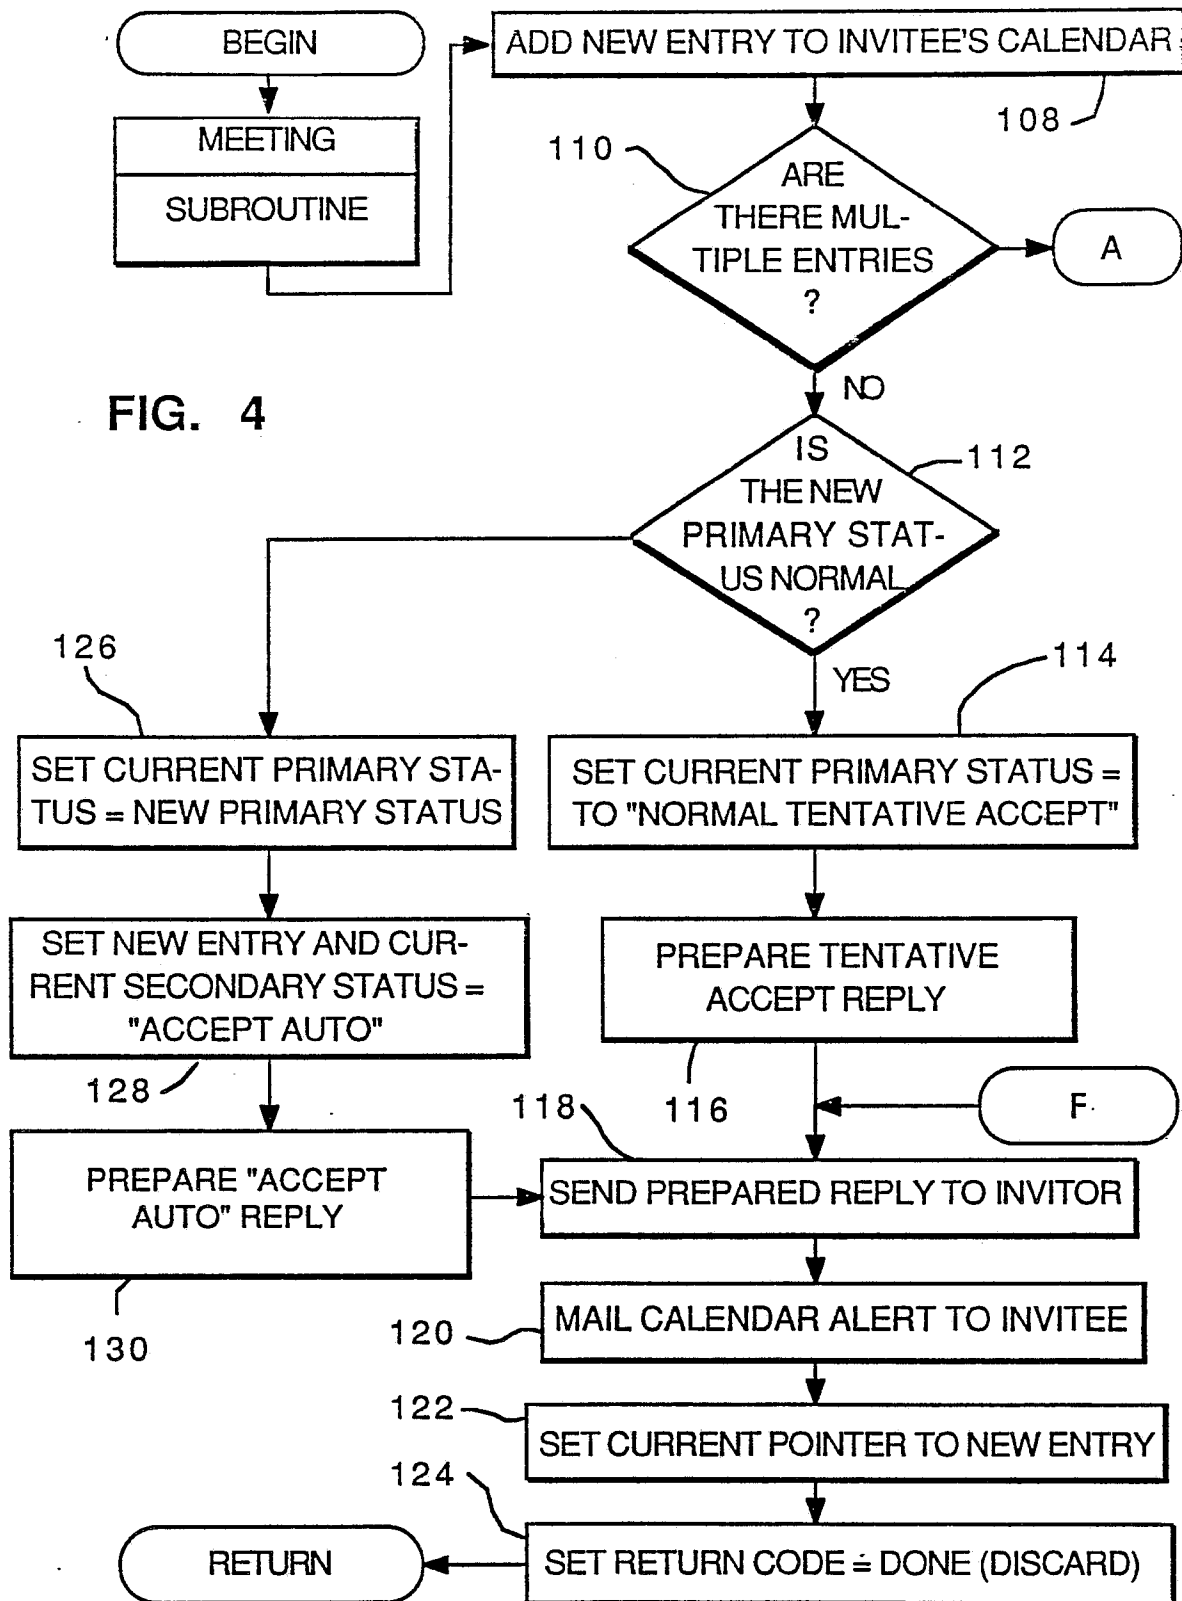 BEGIN
MEETING
SUBROUTINE
ADD NEW ENTRY TO INVITEE'S CALENDAR
108
110
ARE
THERE MUL-
TIPLE ENTRIES
?
A
NO
FIG. 4
IS
THE NEW
PRIMARY STAT-
US NORMAL
?
112
YES
126
114
SET CURRENT PRIMARY STA-
TUS = NEW PRIMARY STATUS
SET CURRENT PRIMARY STATUS =
TO "NORMAL TENTATIVE ACCEPT"
SET NEW ENTRY AND CUR-
RENT SECONDARY STATUS =
"ACCEPT AUTO"
128
PREPARE TENTATIVE
ACCEPT REPLY
116
118
F
PREPARE "ACCEPT
AUTO" REPLY
130
SEND PREPARED REPLY TO INVITOR
MAIL CALENDAR ALERT TO INVITEE
120
122
SET CURRENT POINTER TO NEW ENTRY
124
SET RETURN CODE = DONE (DISCARD)
RETURN